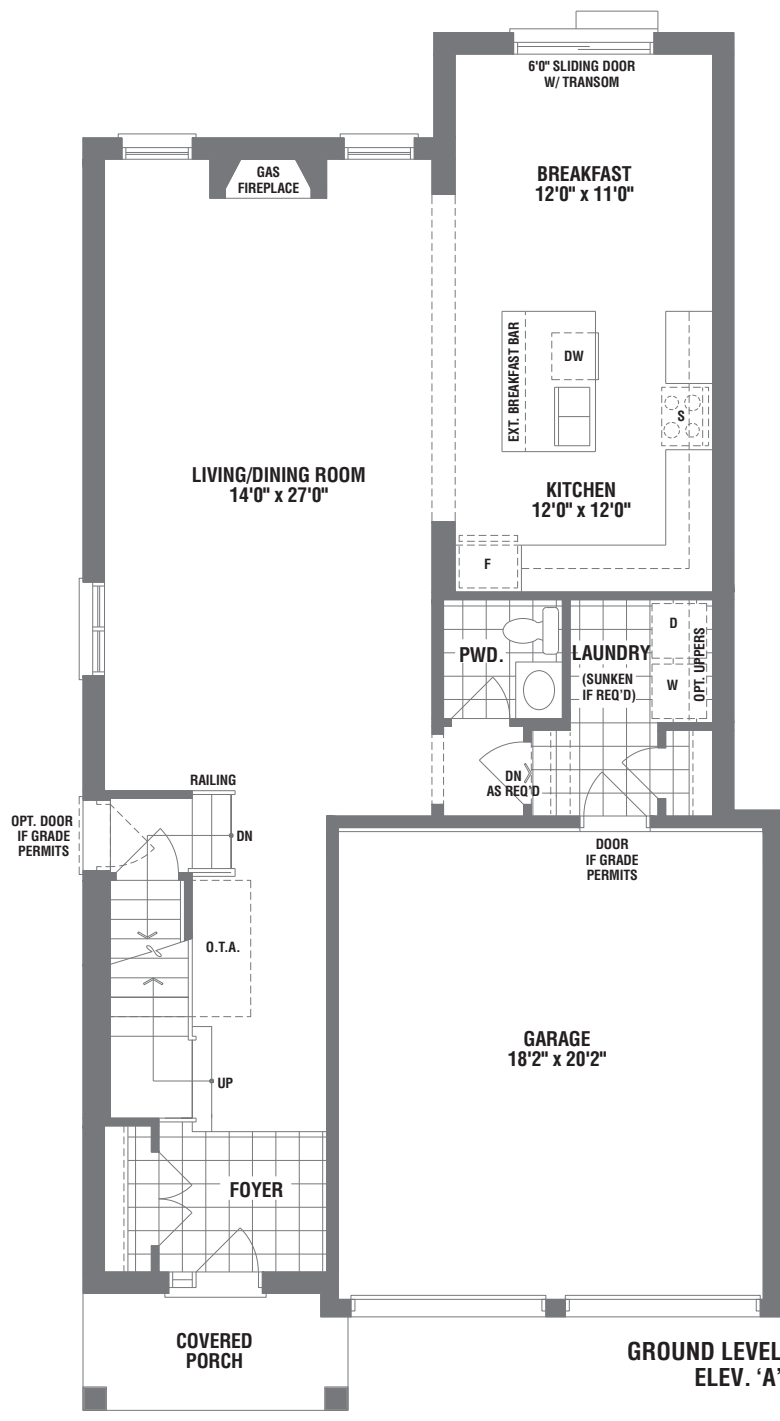 6'0" SLIDING DOOR
W/ TRANSOM
GAS
FIREPLACE
BREAKFAST
12'0" x 11'0"
EXT. BREAKFAST BAR
DW
S
LIVING/DINING ROOM
14'0" x 27'0"
KITCHEN
12'0" x 12'0"
F
PWD.
LAUNDRY
(SUNKEN
IF REQ'D)
D
W
OPT. UPPERS
RAILING
DN
AS REQ'D
OPT. DOOR
IF GRADE
PERMITS
DN
DOOR
IF GRADE
PERMITS
O.T.A.
GARAGE
18'2" x 20'2"
UP
FOYER
COVERED
PORCH
GROUND LEVEL
ELEV. ‘A’